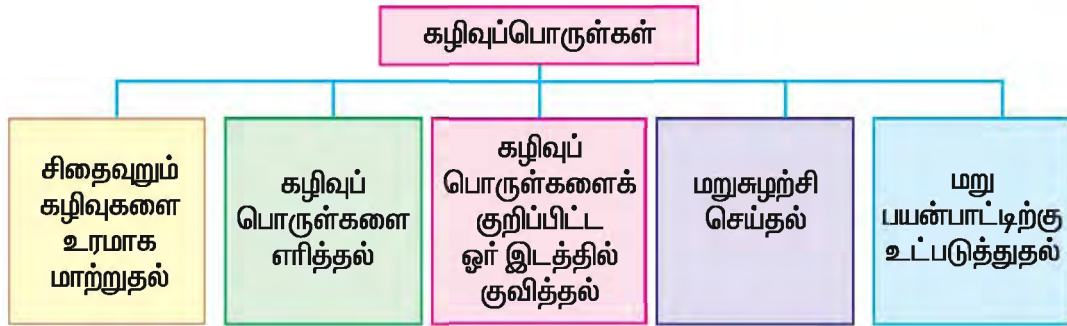 கழிவுப்பொருள்கள்
சிதைவுறும்
கழிவுகளை
உரமாக
மாற்றுதல்
கழிவுப்
பொருள்களை
எரித்தல்
கழிவுப்
பொருள்களைக்
குறிப்பிட்ட
ஓர் இடத்தில்
குவித்தல்
மறுசுழற்சி
செய்தல்
மறு
பயன்பாட்டிற்கு
உட்படுத்துதல்